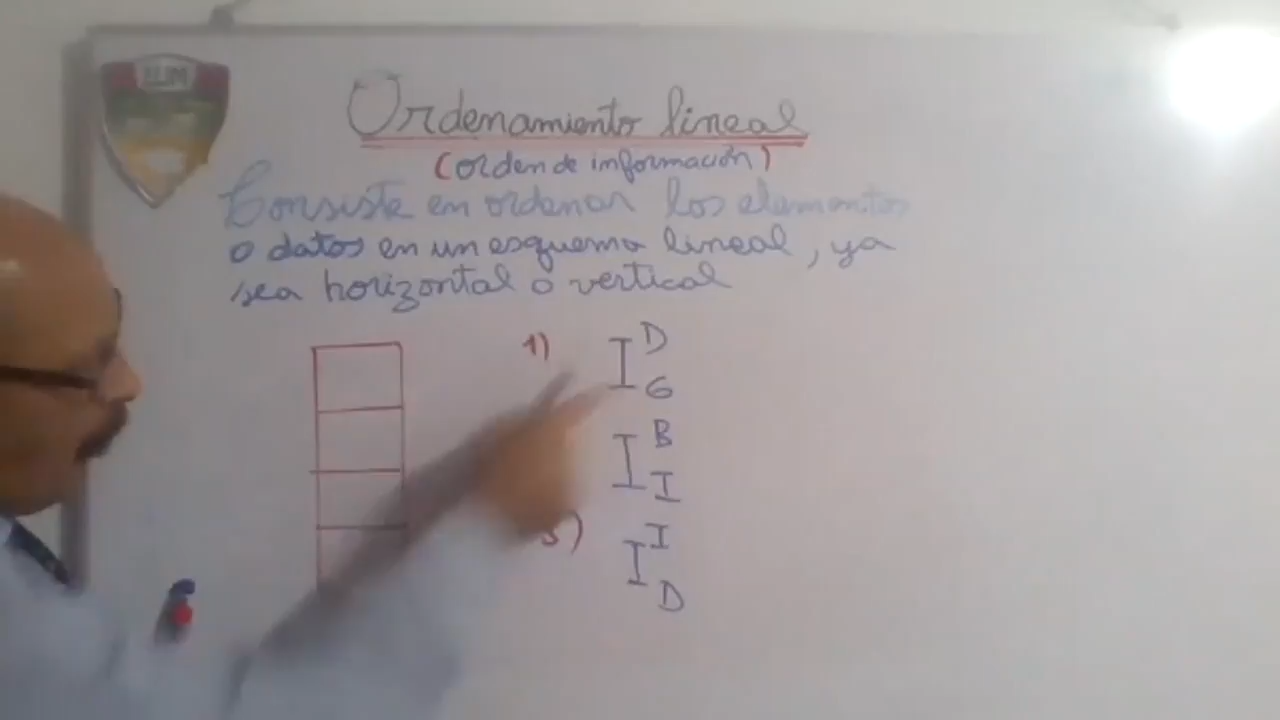 Ordenamiento lineal
(orden de información)
Consiste en ordenar los elementos
o datos en un esquema lineal, ya
sea horizontal o vertical
1) I D
G
I B
I
3) I I
D